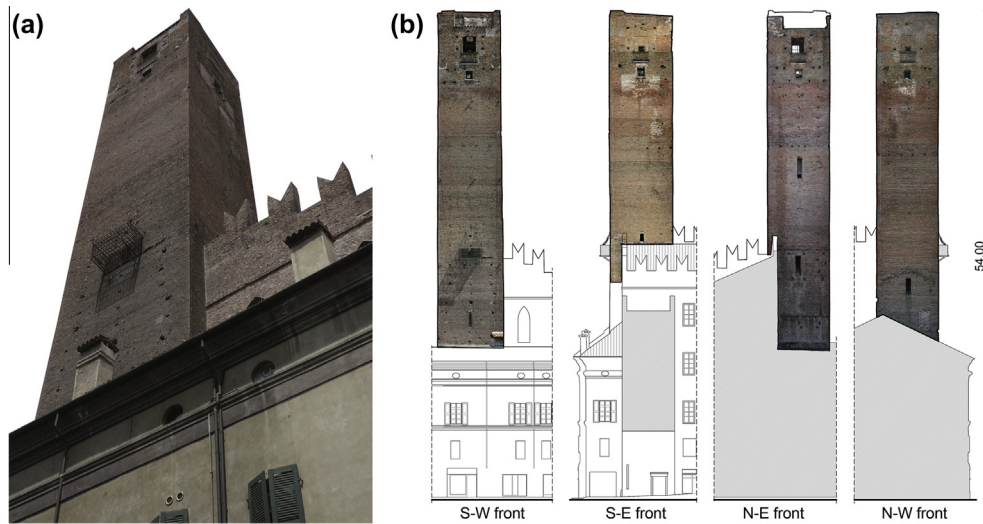 (a)
(b)
54.00
S-W front
S-E front
N-E front
N-W front